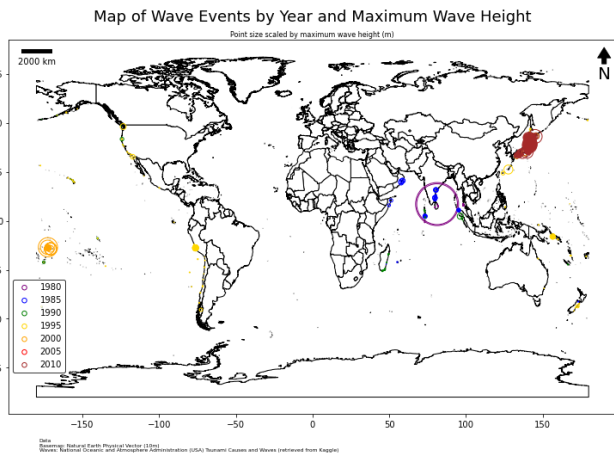 Map of Wave Events by Year and Maximum Wave Height
Point size scaled by maximum wave height (m)
2000 km
N
1980
1985
1990
1995
2000
2005
2010
−150 −100 −50 0 50 100 150
Data
Basemap: Natural Earth Physical Vector (10m)
Waves: National Oceanic and Atmosphere Administration (USA) Tsunami Causes and Waves (retrieved from Kaggle)